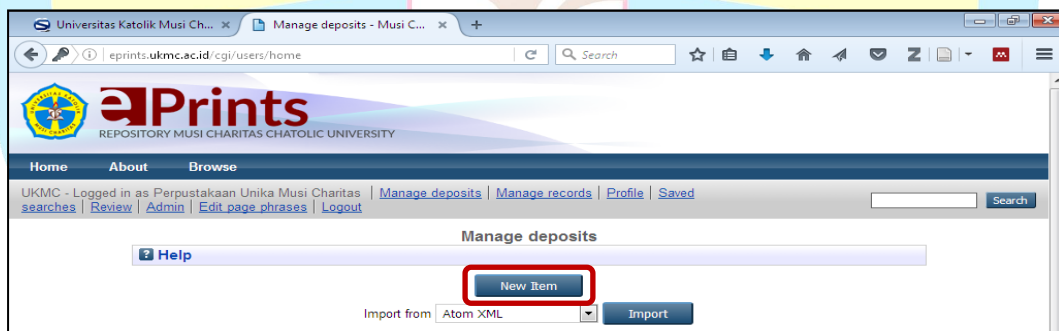 Universitas Katolik Musi Ch... × Manage deposits - Musi C... × +
eprints.ukmc.ac.id/cgi/users/home Search
ePrints
REPOSITORY MUSI CHARITAS CHATOLIC UNIVERSITY
Home About Browse
UKMC - Logged in as Perpustakaan Unika Musi Charitas | Manage deposits | Manage records | Profile | Saved
searches | Review | Admin | Edit page phrases | Logout
Search
Manage deposits
? Help
New Item
Import from Atom XML Import